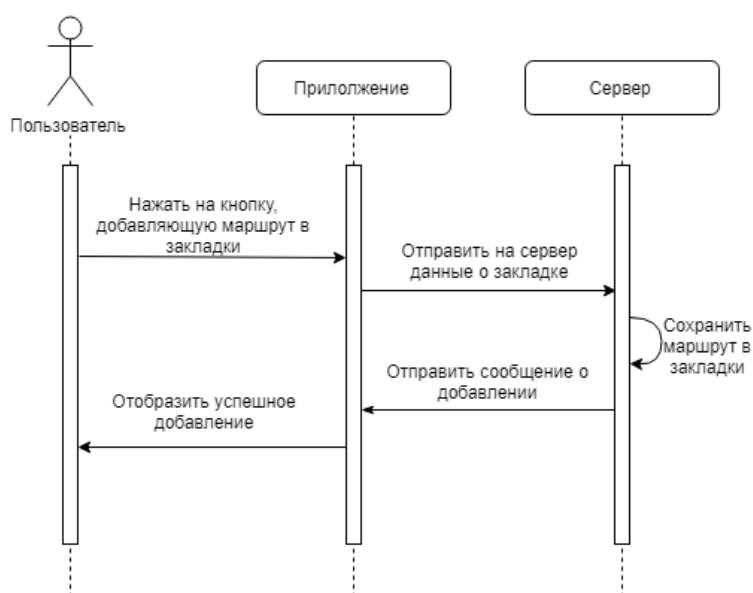 Прилолжение
Сервер
Пользователь
Нажать на кнопку,
добавляющую маршрут в
закладки
Отправить на сервер
данные о закладке
Сохранить
маршрут в
закладки
Отправить сообщение о
добавлении
Отобразить успешное
добавление